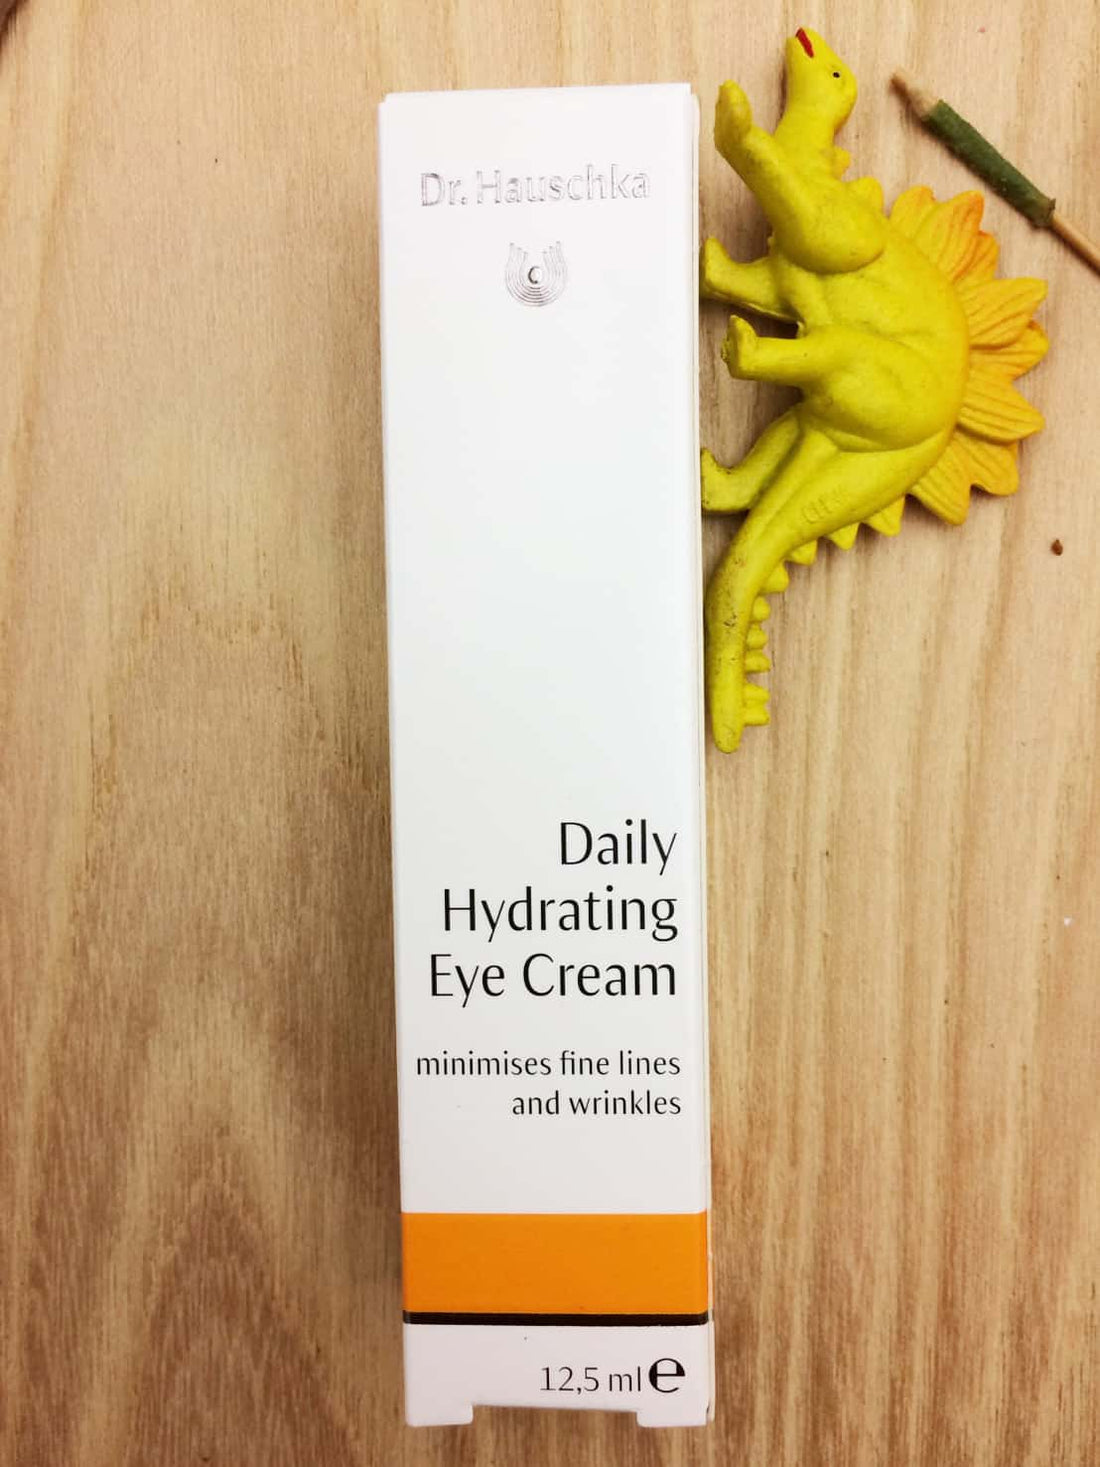 Dr. Hauschka
Daily
Hydrating
Eye Cream
minimises fine lines
and wrinkles
12,5 ml e